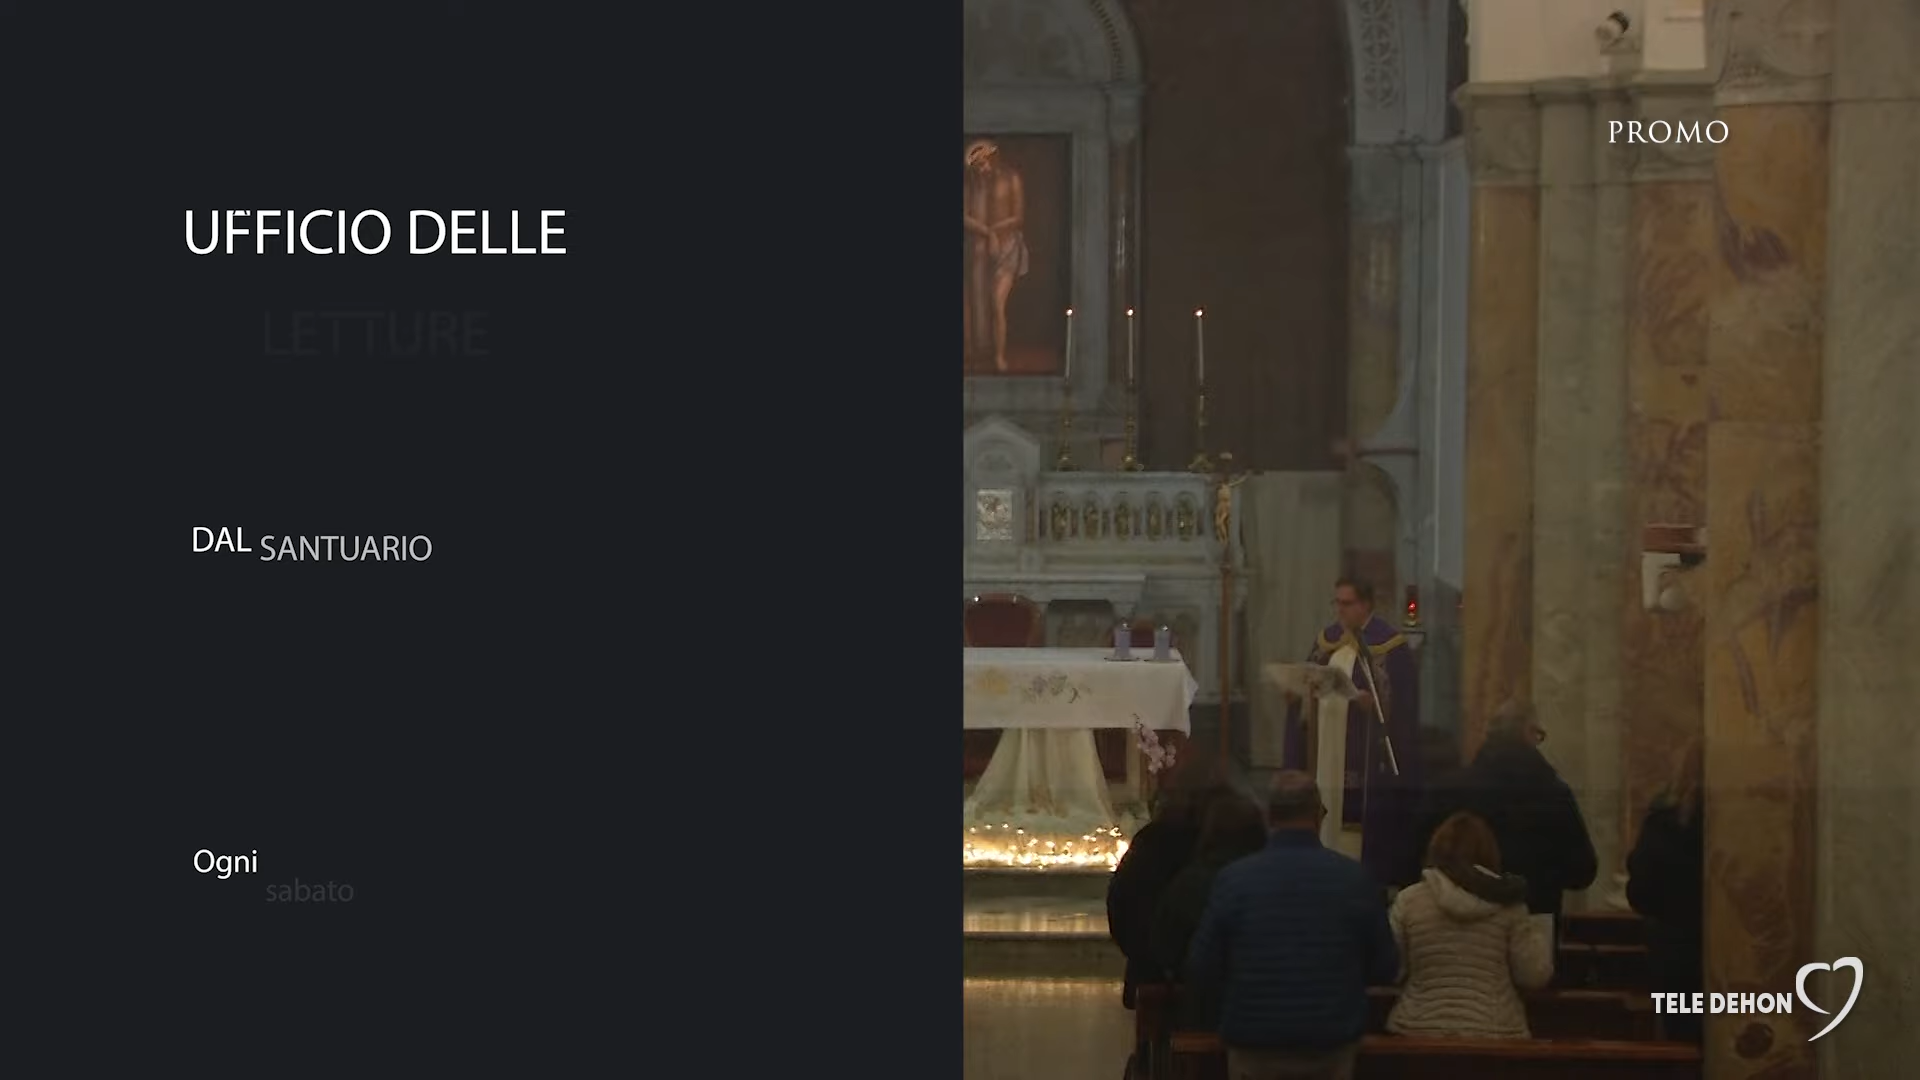 PROMO
UFFICIO DELLE
LETTURE
DAL SANTUARIO
Ogni
sabato
TELE DEHON